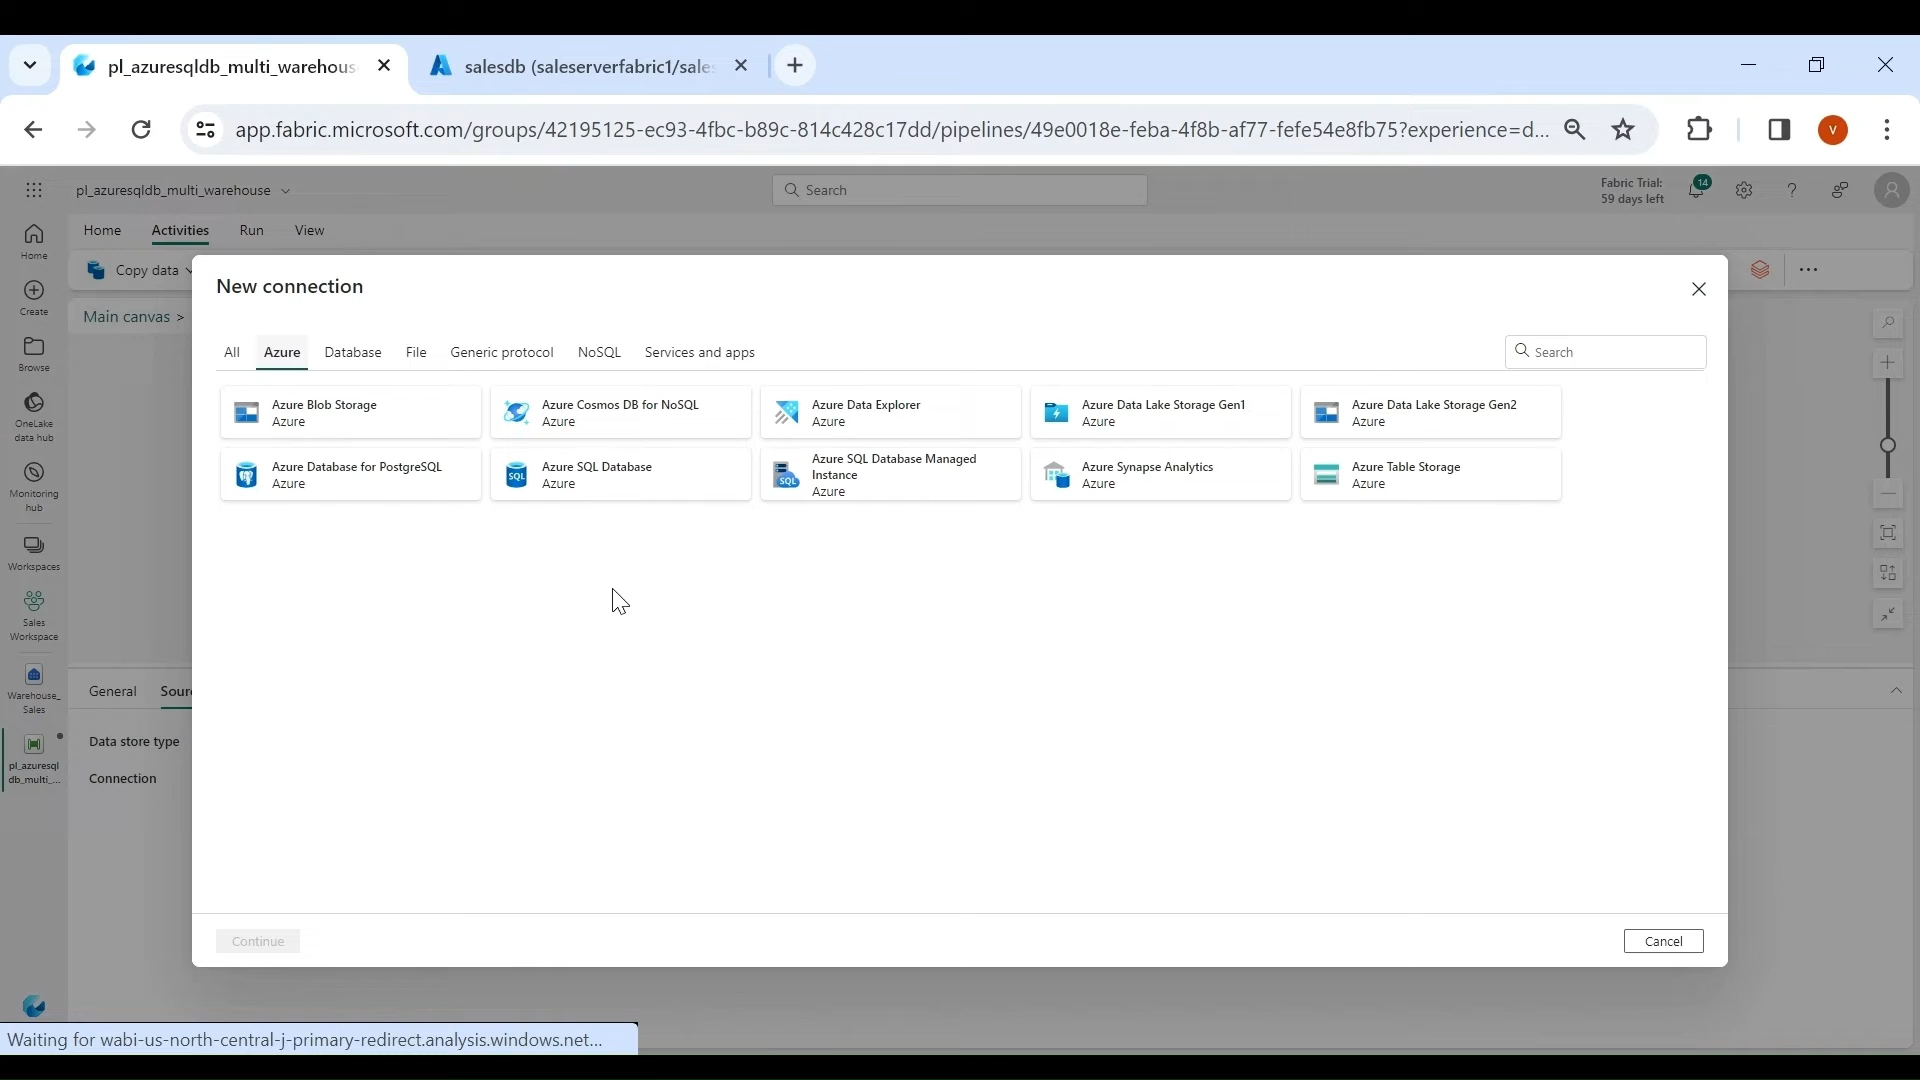 pl_azuresqldb_multi_warehous
salesdb (saleserverfabric1/sales
app.fabric.microsoft.com/groups/42195125-ec93-4fbc-b89c-814c428c17dd/pipelines/49e0018e-feba-4f8b-af77-fefe54e8fb75?experience=d...
V
pl_azuresqldb_multi_warehouse
Search
Fabric Trial:
59 days left
14
Home
Activities
Run
View
Copy data
Main canvas >
Home
Create
Browse
OneLake
data hub
Monitoring
hub
Workspaces
Sales
Workspace
Warehouse_
Sales
pl_azuresql
db_multi_...
New connection
All
Azure
Database
File
Generic protocol
NoSQL
Services and apps
Search
Azure Blob Storage
Azure
Azure Cosmos DB for NoSQL
Azure
Azure Data Explorer
Azure
Azure Data Lake Storage Gen1
Azure
Azure Data Lake Storage Gen2
Azure
Azure Database for PostgreSQL
Azure
SQL
Azure SQL Database
Azure
SQL
Azure SQL Database Managed
Instance
Azure
Azure Synapse Analytics
Azure
Azure Table Storage
Azure
General
Sour
Data store type
Connection
Continue
Cancel
Waiting for wabi-us-north-central-j-primary-redirect.analysis.windows.net...